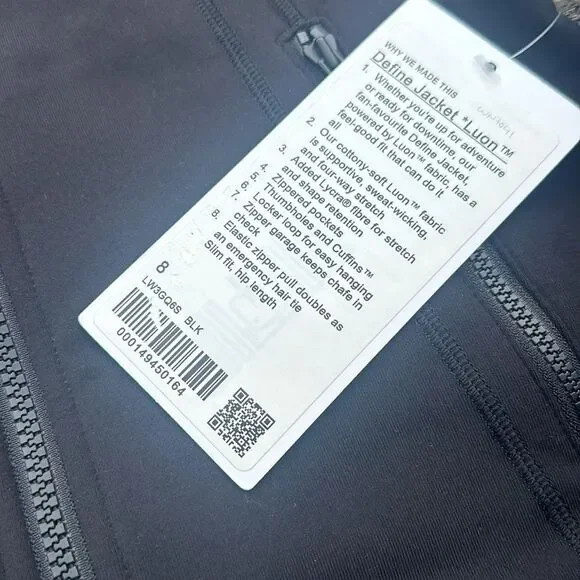 WHY WE MADE THIS
Define Jacket *Luon™
1. Whether you're up for adventure
or ready for downtime, our
fan-favourite Define Jacket,
powered by Luon™ fabric, has a
feel-good fit that can do it
all
2. Our cottony-soft Luon™ fabric
is supportive, sweat-wicking,
and four-way stretch
3. Added Lycra® fibre for stretch
and shape retention
4. Zippered pockets
5. Thumbholes and Cuffins™
6. Locker loop for easy hanging
7. Zipper garage keeps chafe in
check
8. Elastic zipper pull doubles as
an emergency hair tie
Slim fit, hip length
8
LW3GQ6S BLK
000149450164